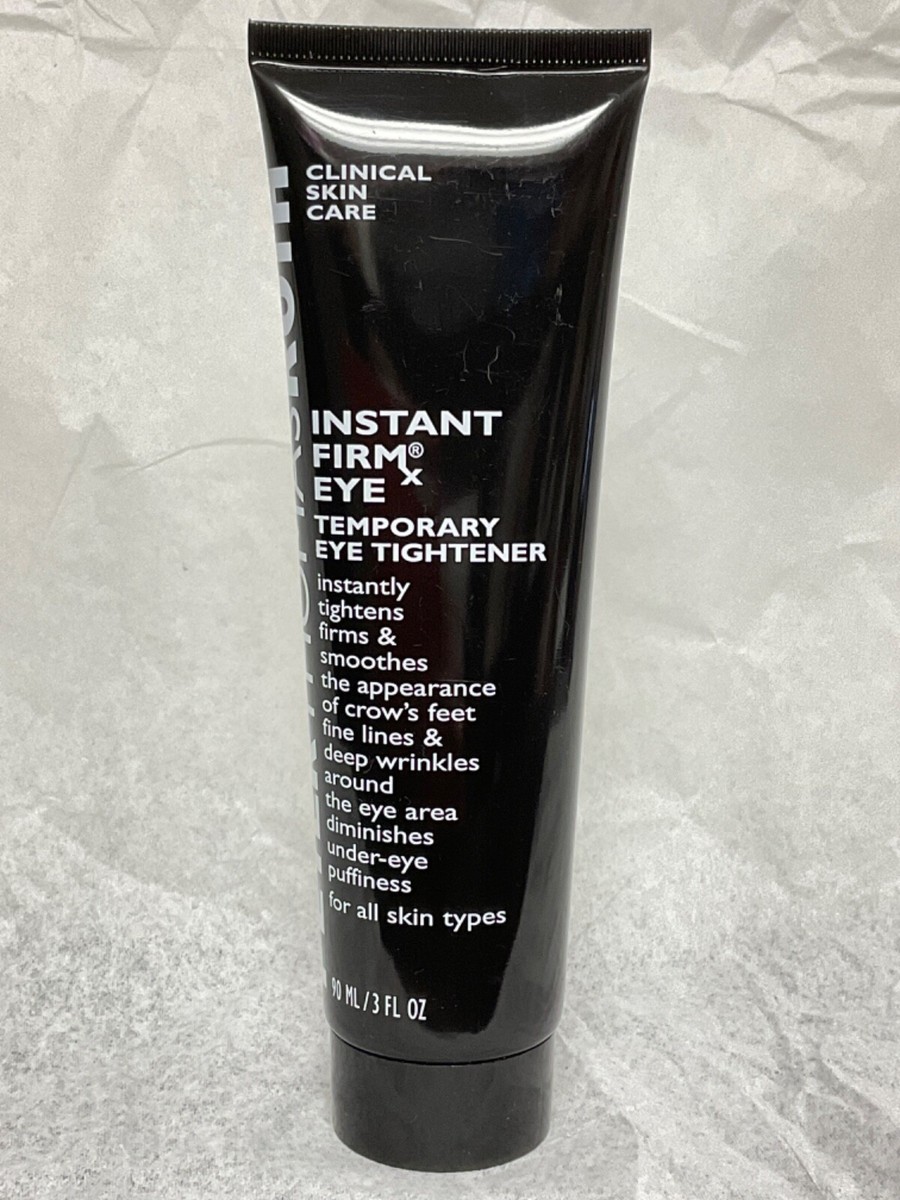 CLINICAL
SKIN
CARE
INSTANT
FIRMx®
EYE
TEMPORARY
EYE TIGHTENER
instantly
tightens
firms &
smoothes
the appearance
of crow's feet
fine lines &
deep wrinkles
around
the eye area
diminishes
under-eye
puffiness
for all skin types
90 ML / 3 FL OZ